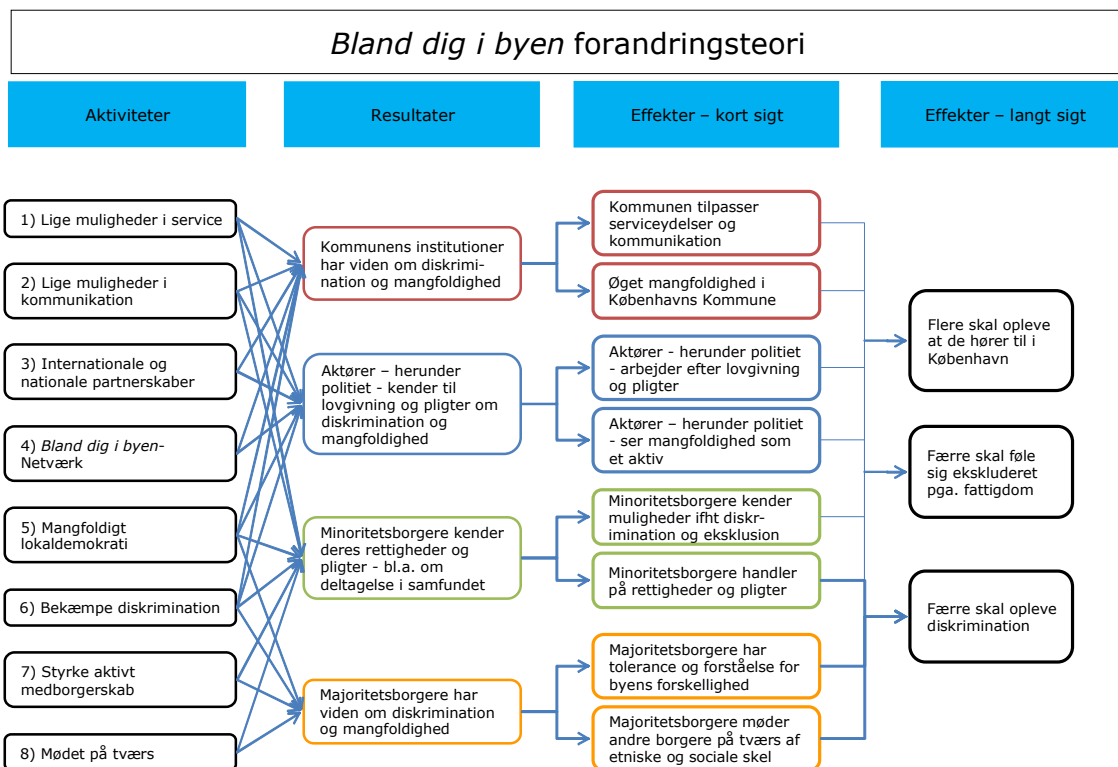 Bland dig i byen forandringsteori
Aktiviteter
Resultater
Effekter – kort sigt
Effekter – langt sigt
1) Lige muligheder i service
2) Lige muligheder i
kommunikation
3) Internationale og
nationale partnerskaber
4) Bland dig i byen-
Netværk
5) Mangfoldigt
lokaldemokrati
6) Bekæmpe diskrimination
7) Styrke aktivt
medborgerskab
8) Mødet på tværs
Kommunens institutioner
har viden om diskrimi-
nation og mangfoldighed
Aktører – herunder
politiet - kender til
lovgivning og pligter om
diskrimination og
mangfoldighed
Minoritetsborgere kender
deres rettigheder og
pligter - bl.a. om
deltagelse i samfundet
Majoritetsborgere har
viden om diskrimination
og mangfoldighed
Kommunen tilpasser
serviceydelser og
kommunikation
Øget mangfoldighed i
Københavns Kommune
Aktører - herunder politiet
- arbejder efter lovgivning
og pligter
Aktører – herunder politiet
- ser mangfoldighed som
et aktiv
Minoritetsborgere kender
muligheder ifht diskr-
imination og eksklusion
Minoritetsborgere handler
på rettigheder og pligter
Majoritetsborgere har
tolerance og forståelse for
byens forskellighed
Majoritetsborgere møder
andre borgere på tværs af
etniske og sociale skel
Flere skal opleve
at de hører til i
København
Færre skal føle
sig ekskluderet
pga. fattigdom
Færre skal opleve
diskrimination